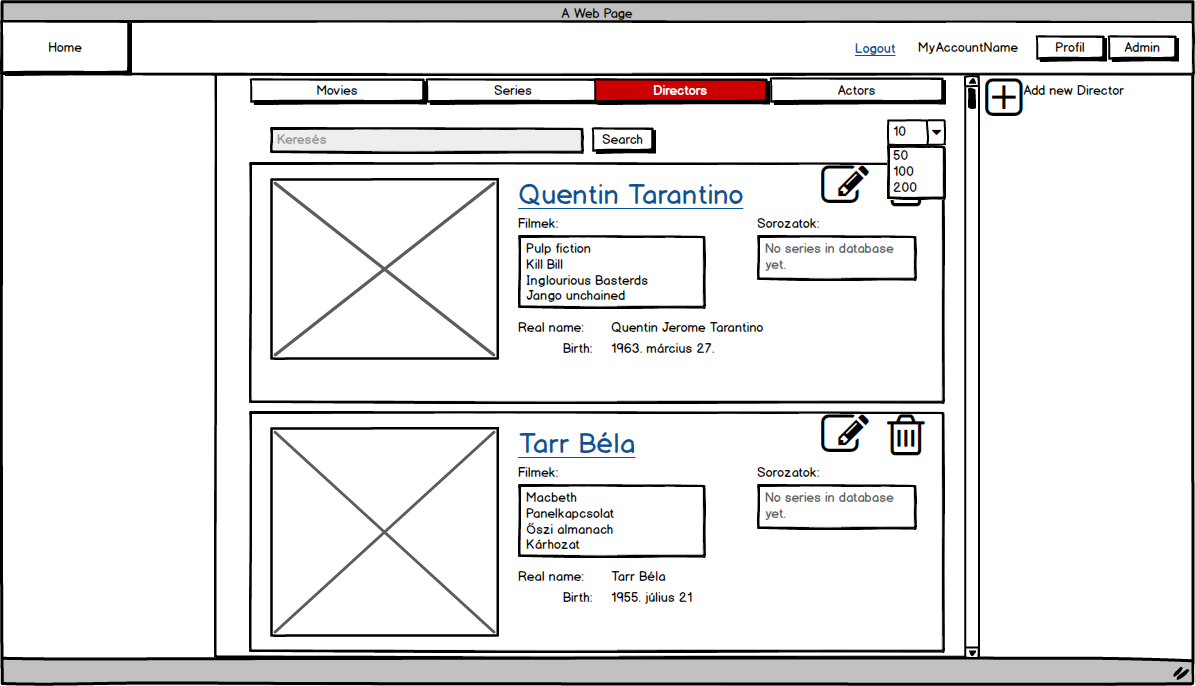 A Web Page
Home
Logout
MyAccountName
Profil
Admin
Movies
Series
Directors
Actors
Add new Director
Keresés
Search
10
50
100
200
Quentin Tarantino
Filmek:
Pulp fiction
Kill Bill
Inglourious Basterds
Jango unchained
Sorozatok:
No series in database
yet.
Real name: Quentin Jerome Tarantino
Birth: 1963. március 27.
Tarr Béla
Filmek:
Macbeth
Panelkapcsolat
Őszi almanach
Kárhozat
Sorozatok:
No series in database
yet.
Real name: Tarr Béla
Birth: 1955. július 21